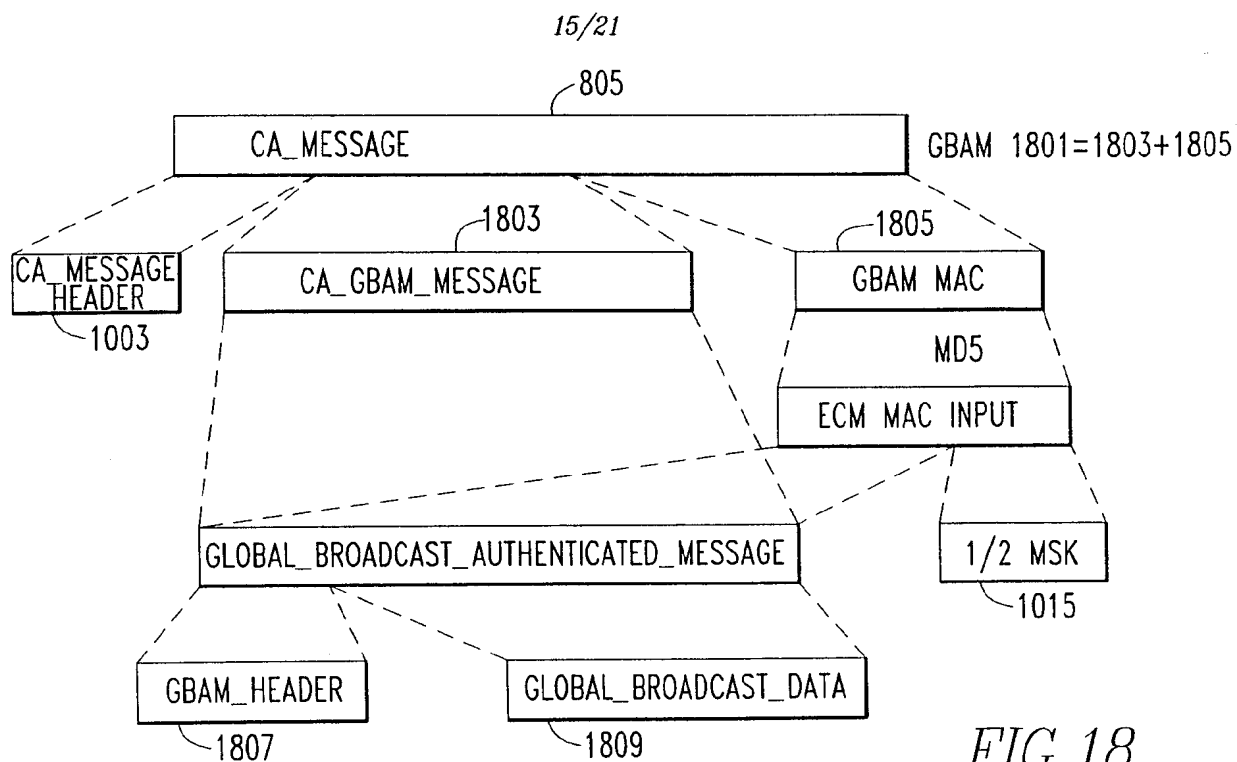 15/21
805
CA_MESSAGE
GBAM 1801=1803+1805
1803
1805
CA_MESSAGE
HEADER
CA_GBAM_MESSAGE
GBAM MAC
1003
MD5
ECM MAC INPUT
GLOBAL_BROADCAST_AUTHENTICATED_MESSAGE
1/2 MSK
1015
GBAM_HEADER
GLOBAL_BROADCAST_DATA
1807
1809
FIG. 18